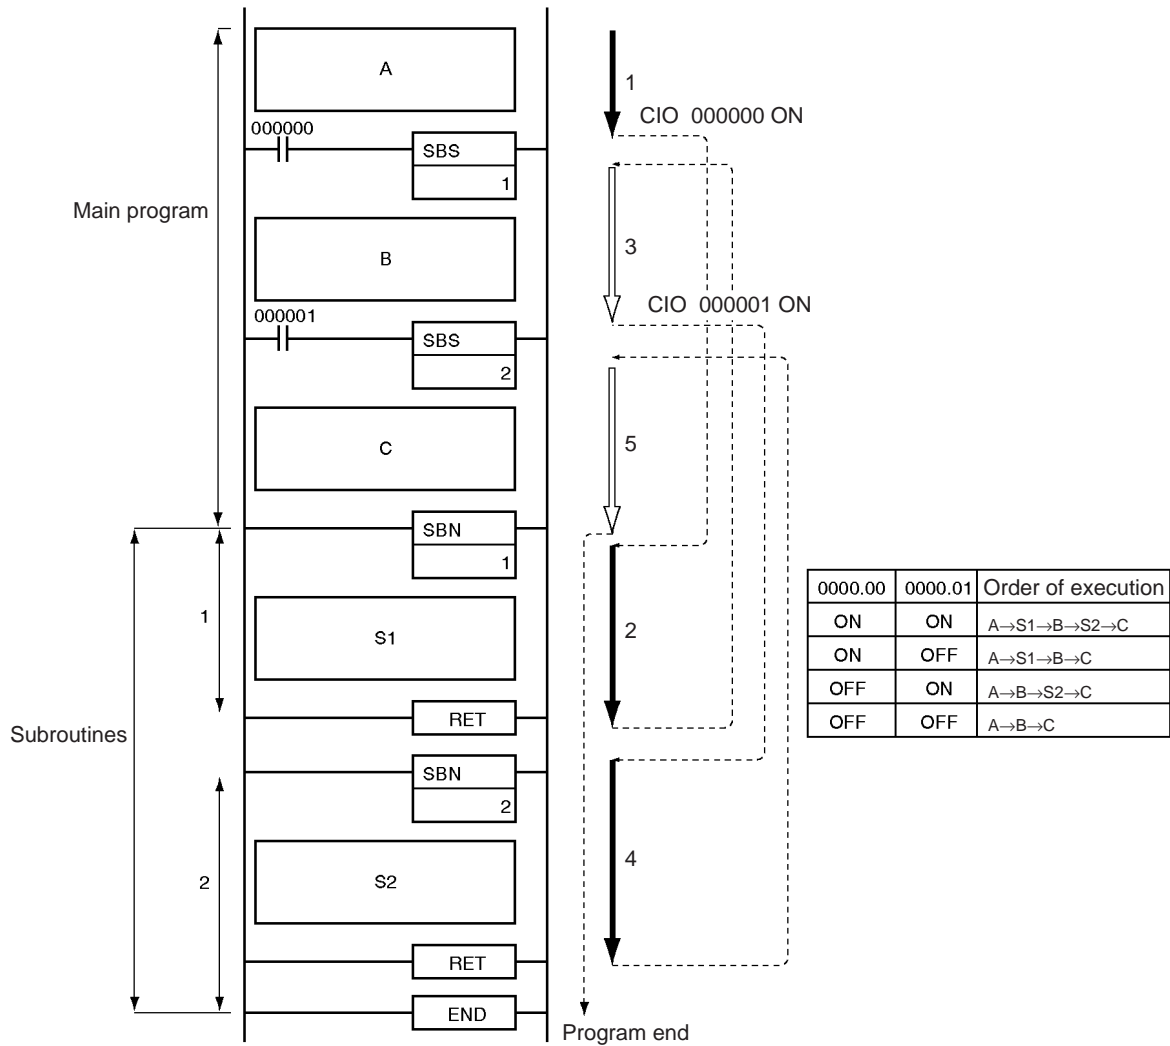 A
1
CIO 000000 ON
000000
SBS
1
Main program
B
3
CIO 000001 ON
000001
SBS
2
C
5
SBN
1
1
S1
2
0000.00 0000.01 Order of execution
ON ON A→S1→B→S2→C
ON OFF A→S1→B→C
OFF ON A→B→S2→C
OFF OFF A→B→C
RET
Subroutines
SBN
2
4
2
S2
RET
END
Program end